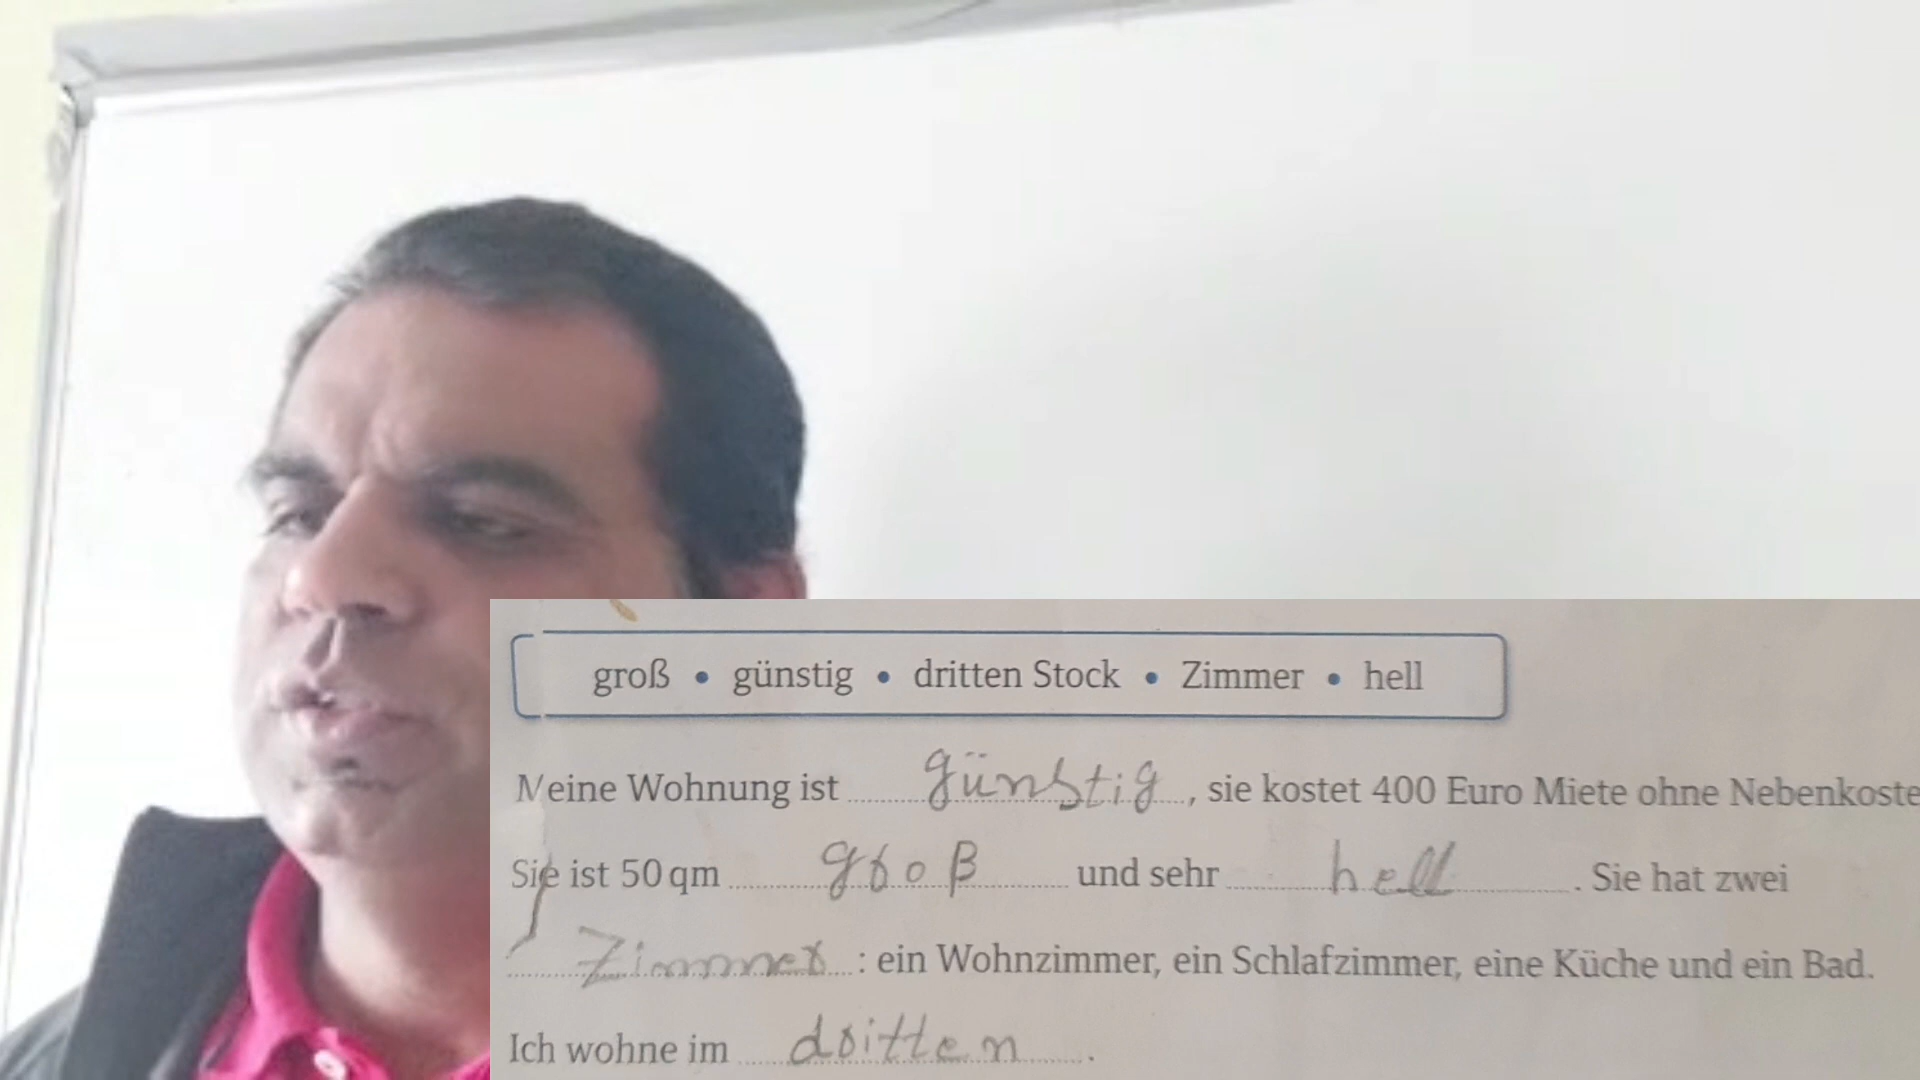 groß • günstig • dritten Stock • Zimmer • hell
Meine Wohnung ist günstig, sie kostet 400 Euro Miete ohne Nebenkoste
Sie ist 50 qm groß und sehr hell. Sie hat zwei
Zimmer: ein Wohnzimmer, ein Schlafzimmer, eine Küche und ein Bad.
Ich wohne im dritten.